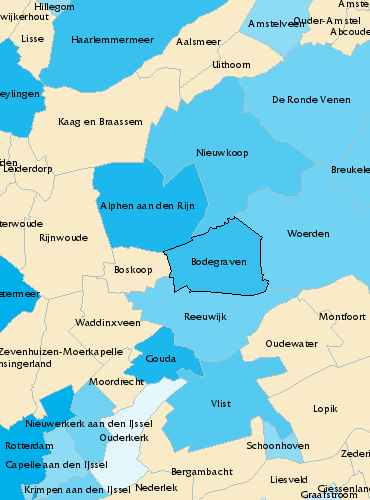 Hillegom
wijkerhout
Lisse
Haarlemmermeer
Aalsmeer
Amstelveen
Ouder-Amstel
Amste
Abcoude
Uithoorn
eylingen
De Ronde Venen
Kaag en Braassem
Nieuwkoop
den
Leiderdorp
Breukele
Alphen aan den Rijn
terwoude
Rijnwoude
Woerden
Bodegraven
Boskoop
etermeer
Reeuwijk
Waddinxveen
Montfoort
Zevenhuizen-Moerkapelle
nsingerland
Gouda
Oudewater
Moordrecht
Vlist
Lopik
Nieuwerkerk aan den IJssel
Ouderkerk
Rotterdam
Schoonhoven
Capelle aan den IJssel
Zederi
Bergambacht
Krimpen aan den IJssel
Nederlek
Liesveld
Giessenland
Graafstroom